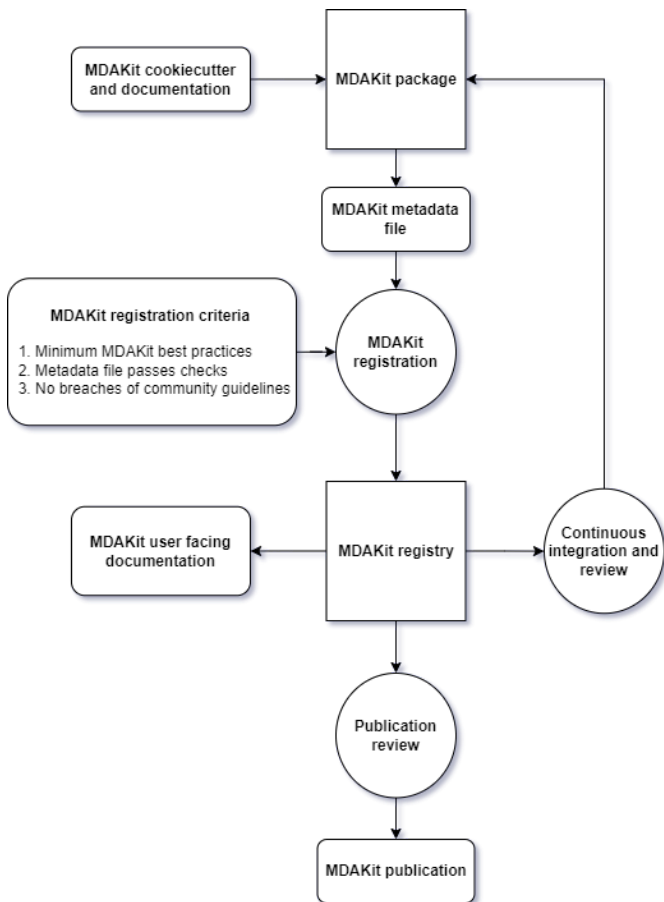 MDAKit cookiecutter
and documentation
MDAKit package
MDAKit metadata
file
MDAKit registration criteria
1. Minimum MDAKit best practices
2. Metadata file passes checks
3. No breaches of community guidelines
MDAKit
registration
MDAKit user facing
documentation
MDAKit registry
Continuous
integration and
review
Publication
review
MDAKit publication